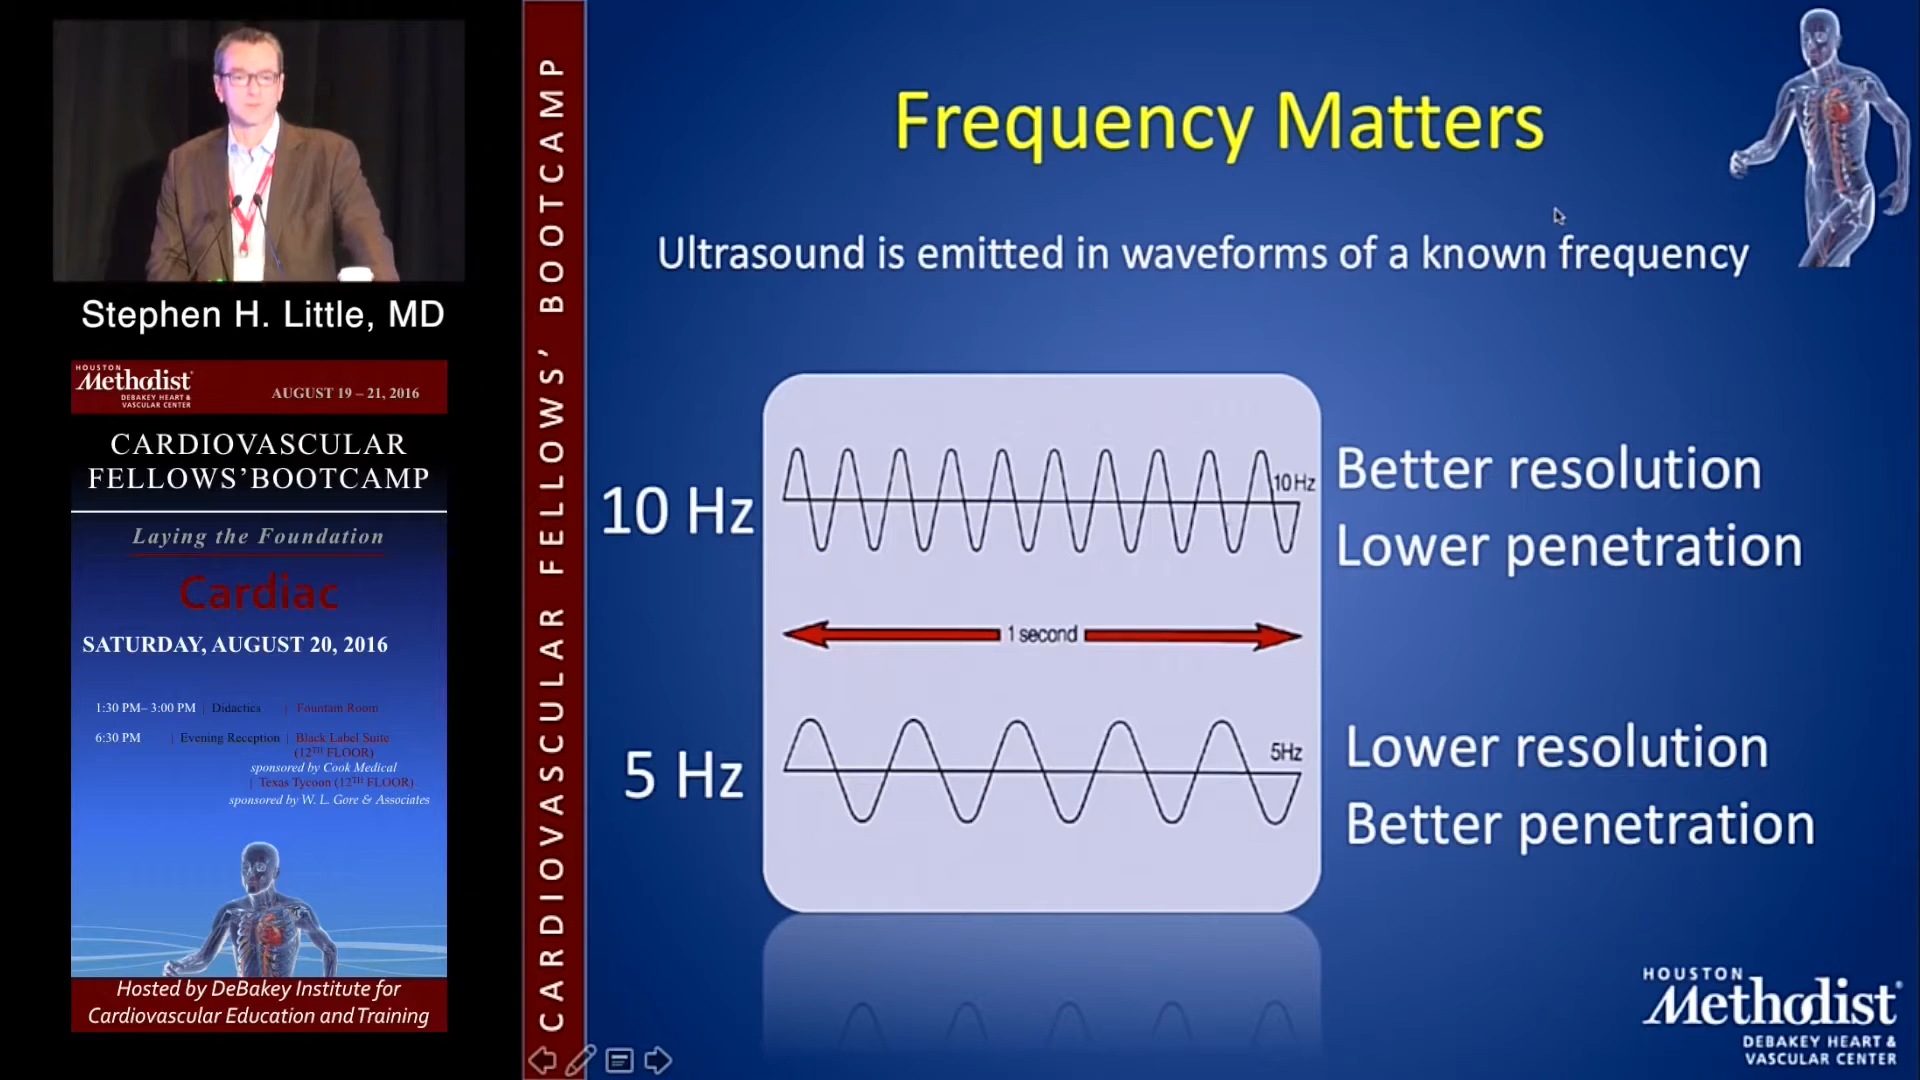 Stephen H. Little, MD
HOUSTON
Methodist
DEBAKEY HEART &
VASCULAR CENTER
AUGUST 19 – 21, 2016
CARDIOVASCULAR
FELLOWS’BOOTCAMP
Laying the Foundation
Cardiac
SATURDAY, AUGUST 20, 2016
1:30 PM– 3:00 PM | Didactics | Fountain Room
6:30 PM | Evening Reception | Black Label Suite
(12TH FLOOR)
sponsored by Cook Medical
| Texas Tycoon (12TH FLOOR)
sponsored by W. L. Gore & Associates
Hosted by DeBakey Institute for
Cardiovascular Education and Training
CARDIOVASCULAR FELLOWS’ BOOTCAMP
Frequency Matters
Ultrasound is emitted in waveforms of a known frequency
10 Hz
10 Hz
Better resolution
Lower penetration
1 second
5 Hz
5Hz
Lower resolution
Better penetration
HOUSTON
Methodist
DEBAKEY HEART &
VASCULAR CENTER